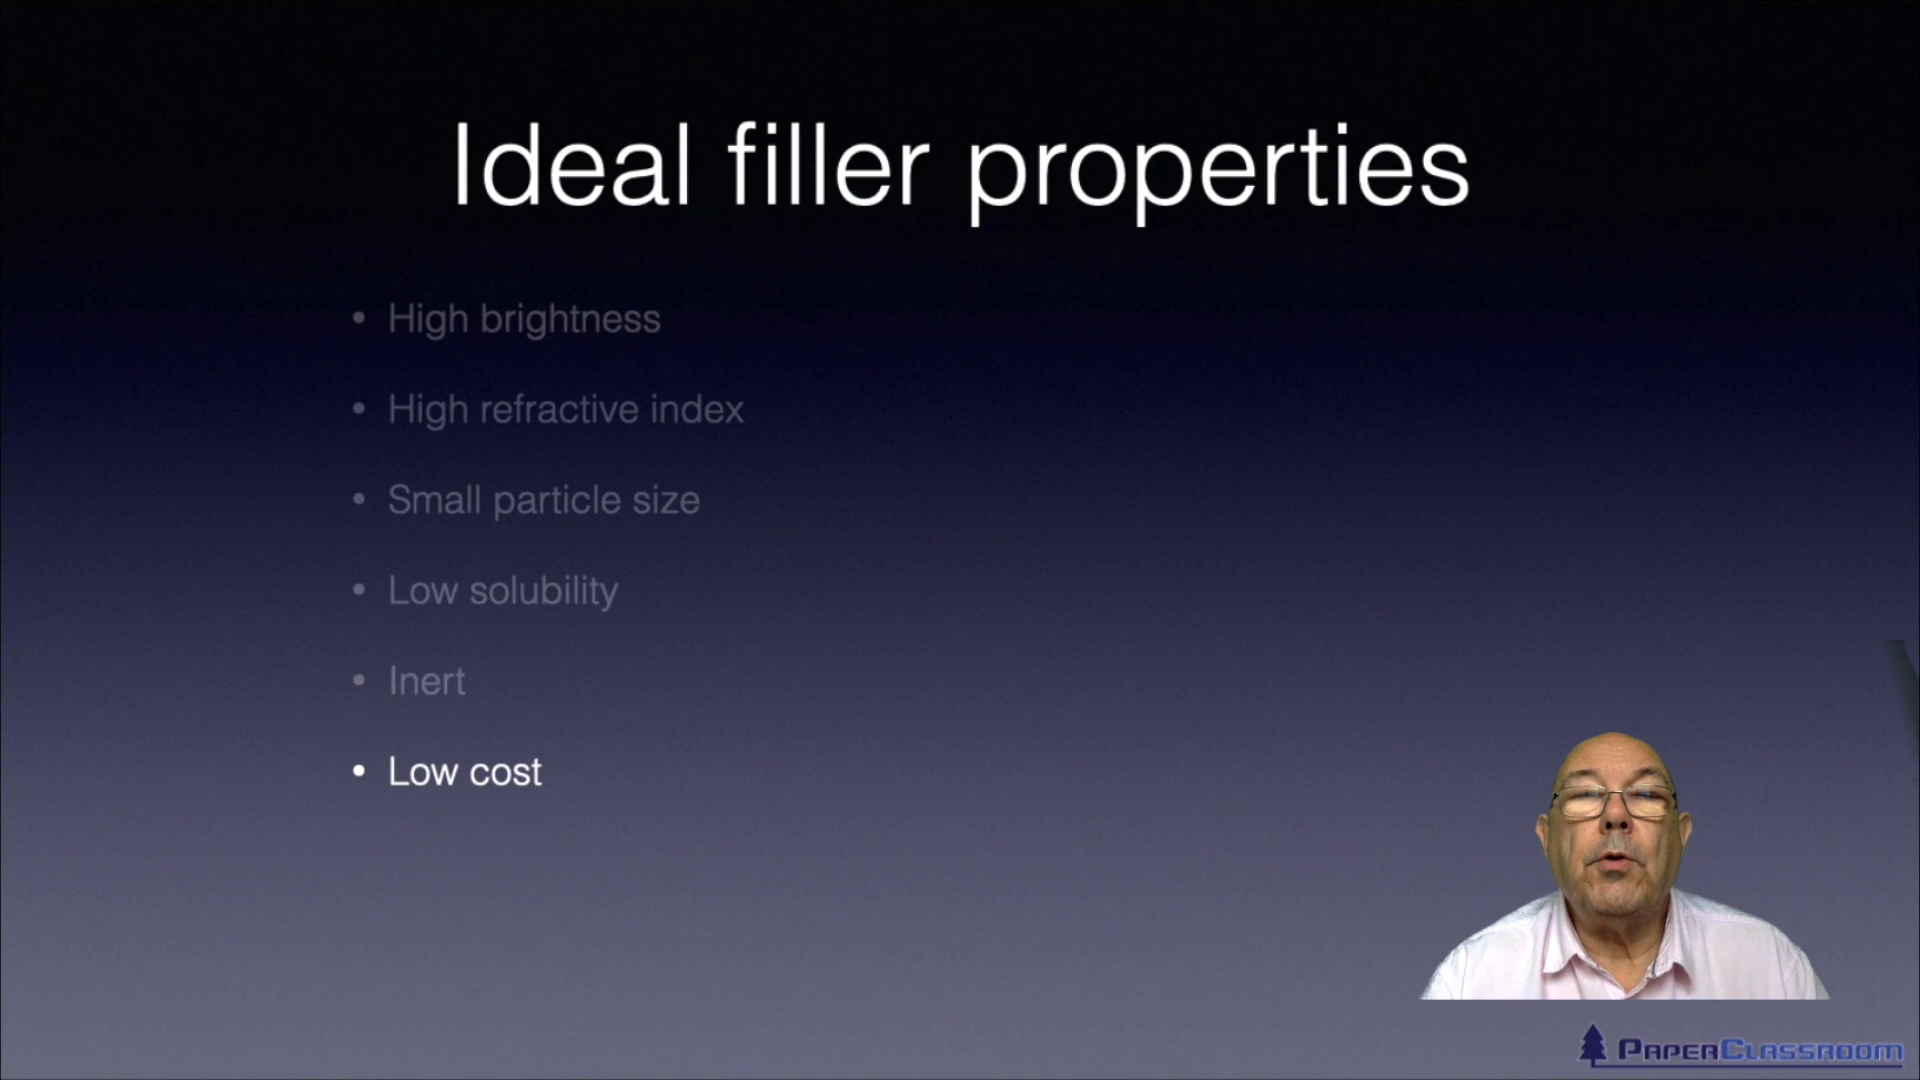 Ideal filler properties
• High brightness
• High refractive index
• Small particle size
• Low solubility
• Inert
• Low cost
PAPERCLASSROOM